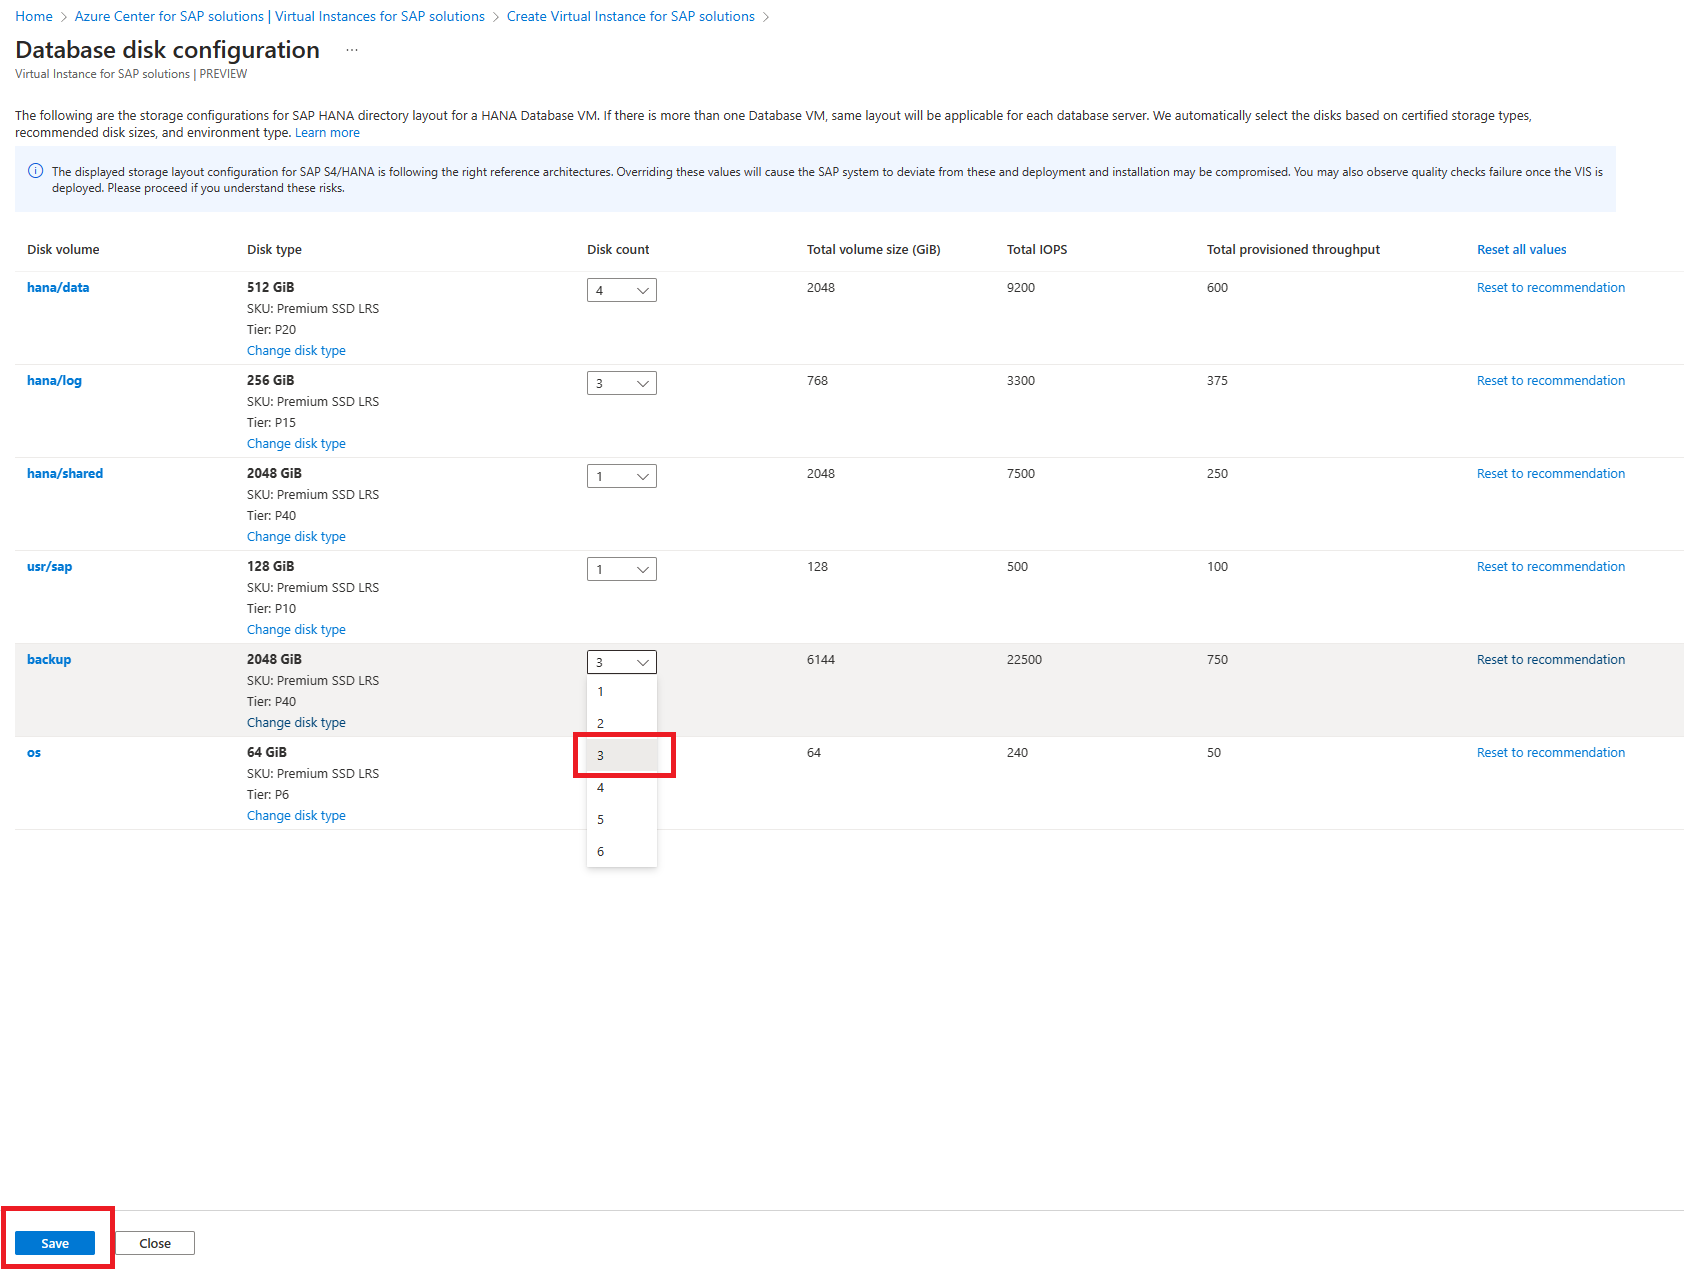 Home > Azure Center for SAP solutions | Virtual Instances for SAP solutions > Create Virtual Instance for SAP solutions >
Database disk configuration ...
Virtual Instance for SAP solutions | PREVIEW
The following are the storage configurations for SAP HANA directory layout for a HANA Database VM. If there is more than one Database VM, same layout will be applicable for each database server. We automatically select the disks based on certified storage types,
recommended disk sizes, and environment type. Learn more
The displayed storage layout configuration for SAP S4/HANA is following the right reference architectures. Overriding these values will cause the SAP system to deviate from these and deployment and installation may be compromised. You may also observe quality checks failure once the VIS is
deployed. Please proceed if you understand these risks.
Disk volume Disk type Disk count Total volume size (GiB) Total IOPS Total provisioned throughput Reset all values
hana/data 512 GiB 4 2048 9200 600 Reset to recommendation
SKU: Premium SSD LRS
Tier: P20
Change disk type
hana/log 256 GiB 3 768 3300 375 Reset to recommendation
SKU: Premium SSD LRS
Tier: P15
Change disk type
hana/shared 2048 GiB 1 2048 7500 250 Reset to recommendation
SKU: Premium SSD LRS
Tier: P40
Change disk type
usr/sap 128 GiB 1 128 500 100 Reset to recommendation
SKU: Premium SSD LRS
Tier: P10
Change disk type
backup 2048 GiB 3 6144 22500 750 Reset to recommendation
SKU: Premium SSD LRS
1
Tier: P40
Change disk type 2
os 64 GiB 3 64 240 50 Reset to recommendation
SKU: Premium SSD LRS
4
Tier: P6
Change disk type 5
6
Save Close